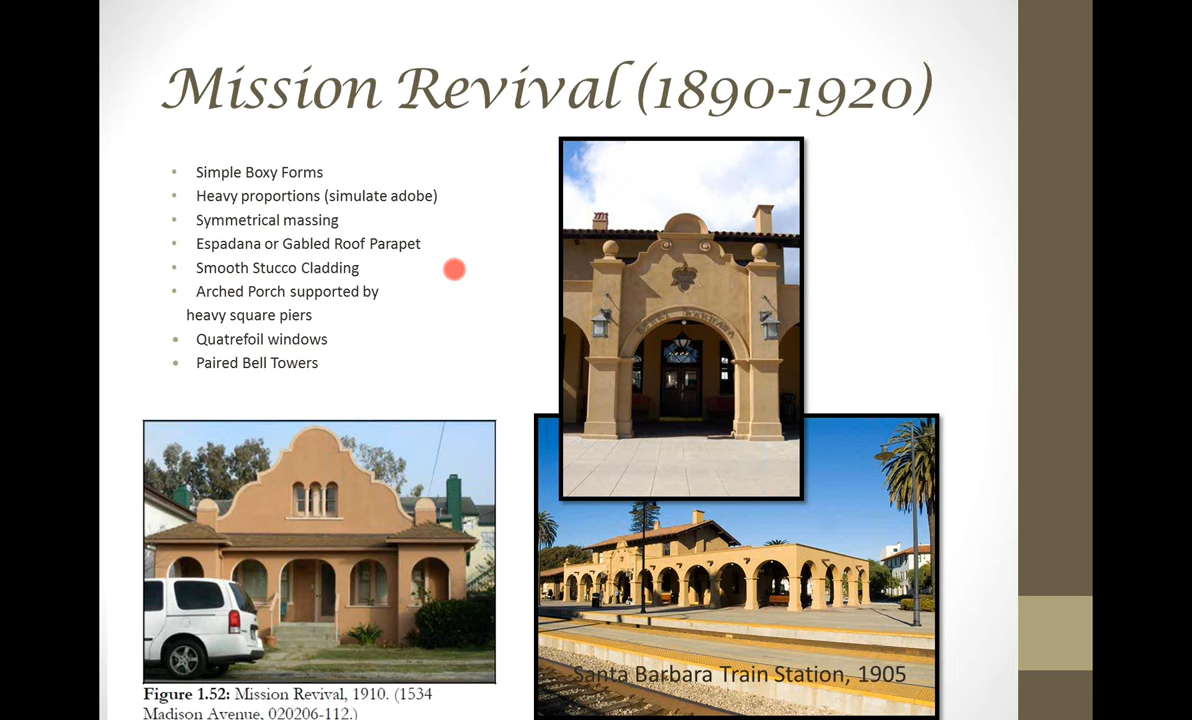 Mission Revival (1890-1920)
• Simple Boxy Forms
• Heavy proportions (simulate adobe)
• Symmetrical massing
• Espadana or Gabled Roof Parapet
• Smooth Stucco Cladding
• Arched Porch supported by
heavy square piers
• Quatrefoil windows
• Paired Bell Towers
Santa Barbara Train Station, 1905
Figure 1.52: Mission Revival, 1910. (1534
Madison Avenue, 020206-112.)